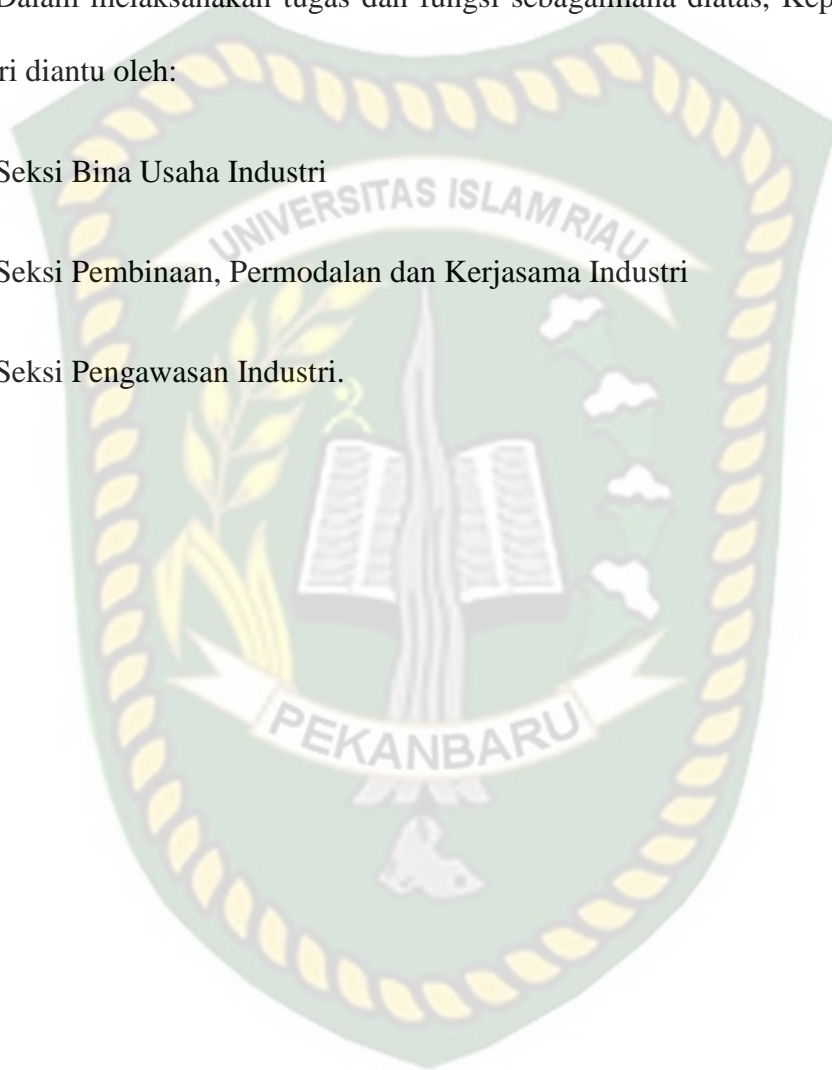 Dalam melaksanakan tugas dan fungsi sebagaimana diatas, Kep
ri diantu oleh:
Seksi Bina Usaha Industri
UNIVERSITAS ISLAM RIAU
Seksi Pembinaan, Permodalan dan Kerjasama Industri
Seksi Pengawasan Industri.
PEKANBARU